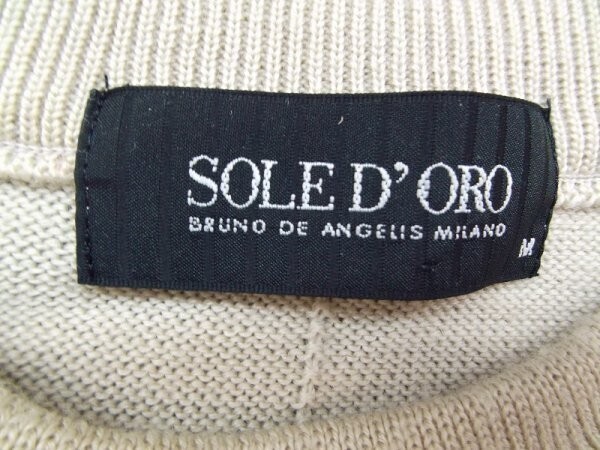 SOLE D'ORO
BRUNO DE ANGELIS MILANO
M